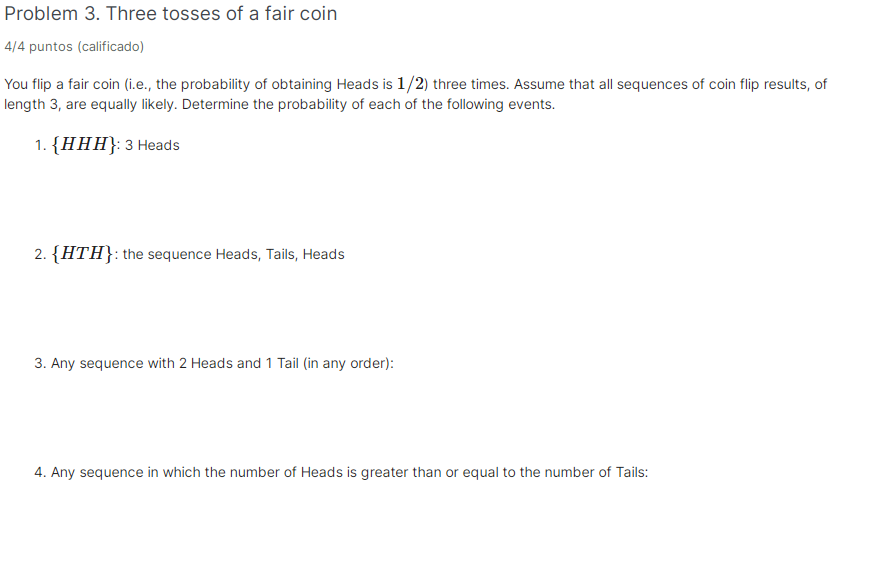 Problem 3. Three tosses of a fair coin
4/4 puntos (calificado)
You flip a fair coin (i.e., the probability of obtaining Heads is 1/2) three times. Assume that all sequences of coin flip results, of
length 3, are equally likely. Determine the probability of each of the following events.
1. {HHH}: 3 Heads
2. {HTH}: the sequence Heads, Tails, Heads
3. Any sequence with 2 Heads and 1 Tail (in any order):
4. Any sequence in which the number of Heads is greater than or equal to the number of Tails: